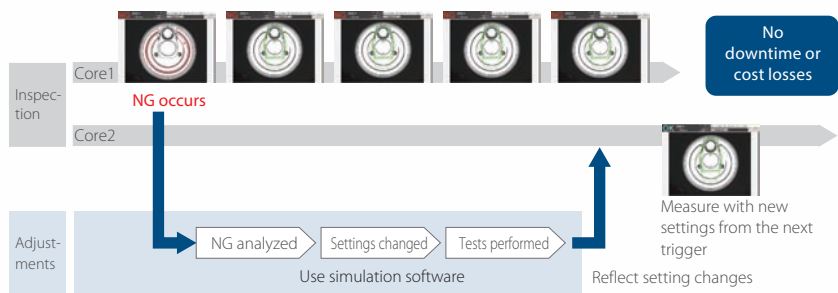 No
downtime or
cost losses
Inspec-
tion
Core1
NG occurs
Core2
Measure with new
settings from the next
trigger
Adjust-
ments
NG analyzed
Settings changed
Tests performed
Use simulation software
Reflect setting changes